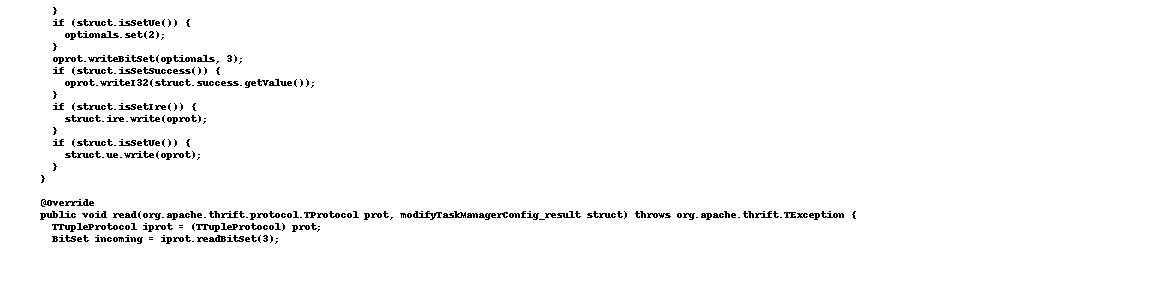 }
if (struct.isSetUe()) {
optionals.set(2);
}
oprot.writeBitSet(optionals, 3);
if (struct.isSetSuccess()) {
oprot.writeI32(struct.success.getValue());
}
if (struct.isSetIre()) {
struct.ire.write(oprot);
}
if (struct.isSetUe()) {
struct.ue.write(oprot);
}
}
@Override
public void read(org.apache.thrift.protocol.TProtocol prot, modifyTaskManagerConfig_result struct) throws org.apache.thrift.TException {
TTupleProtocol iprot = (TTupleProtocol) prot;
BitSet incoming = iprot.readBitSet(3);